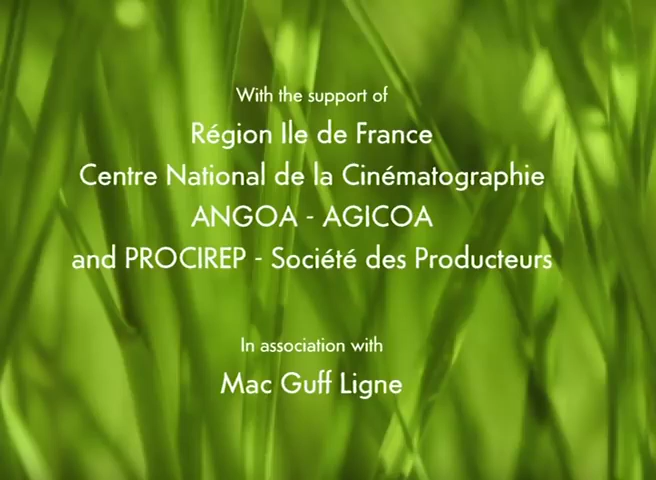 With the support of
Région Ile de France
Centre National de la Cinématographie
ANGOA - AGICOA
and PROCIREP - Société des Producteurs
In association with
Mac Guff Ligne